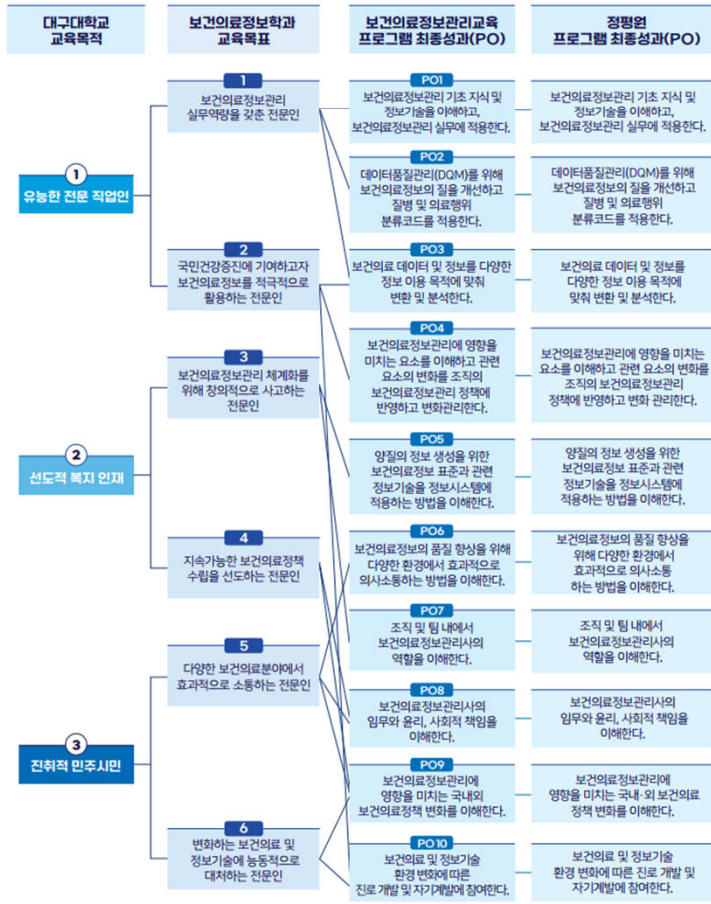 대구대학교
교육목적
보건의료정보학과
교육목표
보건의료정보관리교육
프로그램 최종성과(PO)
정평원
프로그램 최종성과(PO)
1
유능한 전문 직업인
2
선도적 복지 인재
3
진취적 민주시민
1
보건의료정보관리
실무역량을 갖춘 전문인
2
국민건강증진에 기여하고자
보건의료정보를 적극적으로
활용하는 전문인
3
보건의료정보관리 체계화를
위해 창의적으로 사고하는
전문인
4
지속가능한 보건의료정책
수립을 선도하는 전문인
5
다양한 보건의료분야에서
효과적으로 소통하는 전문인
6
변화하는 보건의료 및
정보기술에 능동적으로
대처하는 전문인
PO1
보건의료정보관리 기초 지식 및
정보기술을 이해하고,
보건의료정보관리 실무에 적용한다.
PO2
데이터품질관리(DQM)를 위해
보건의료정보의 질을 개선하고
질병 및 의료행위
분류코드를 적용한다.
PO3
보건의료 데이터 및 정보를 다양한
정보 이용 목적에 맞춰
변환 및 분석한다.
PO4
보건의료정보관리에 영향을
미치는 요소를 이해하고 관련
요소의 변화를 조직의
보건의료정보관리 정책에
반영하고 변화관리한다.
PO5
양질의 정보 생성을 위한
보건의료정보 표준과 관련
정보기술을 정보시스템에
적용하는 방법을 이해한다.
PO6
보건의료정보의 품질 향상을 위해
다양한 환경에서 효과적으로
의사소통하는 방법을 이해한다.
PO7
조직 및 팀 내에서
보건의료정보관리사의
역할을 이해한다.
PO8
보건의료정보관리사의
임무와 윤리, 사회적 책임을
이해한다.
PO9
보건의료정보관리에
영향을 미치는 국내외
보건의료정책 변화를 이해한다.
PO10
보건의료 및 정보기술
환경 변화에 따른
진로 개발 및 자기계발에 참여한다.
보건의료정보관리 기초 지식 및
정보기술을 이해하고,
보건의료정보관리 실무에 적용한다.
데이터품질관리(DQM)를 위해
보건의료정보의 질을 개선하고
질병 및 의료행위
분류코드를 적용한다.
보건의료 데이터 및 정보를
다양한 정보 이용 목적에
맞춰 변환 및 분석한다.
보건의료정보관리에 영향을 미치는
요소를 이해하고 관련 요소의 변화를
조직의 보건의료정보관리
정책에 반영하고 변화 관리한다.
양질의 정보 생성을 위한
보건의료정보 표준과 관련
정보기술을 정보시스템에
적용하는 방법을 이해한다.
보건의료정보의 품질 향상을
위해 다양한 환경에서
효과적으로 의사소통
하는 방법을 이해한다.
조직 및 팀 내에서
보건의료정보관리사의
역할을 이해한다.
보건의료정보관리사의
임무와 윤리, 사회적 책임을
이해한다.
보건의료정보관리에
영향을 미치는 국내·외 보건의료
정책 변화를 이해한다.
보건의료 및 정보기술
환경 변화에 따른 진로 개발 및
자기계발에 참여한다.